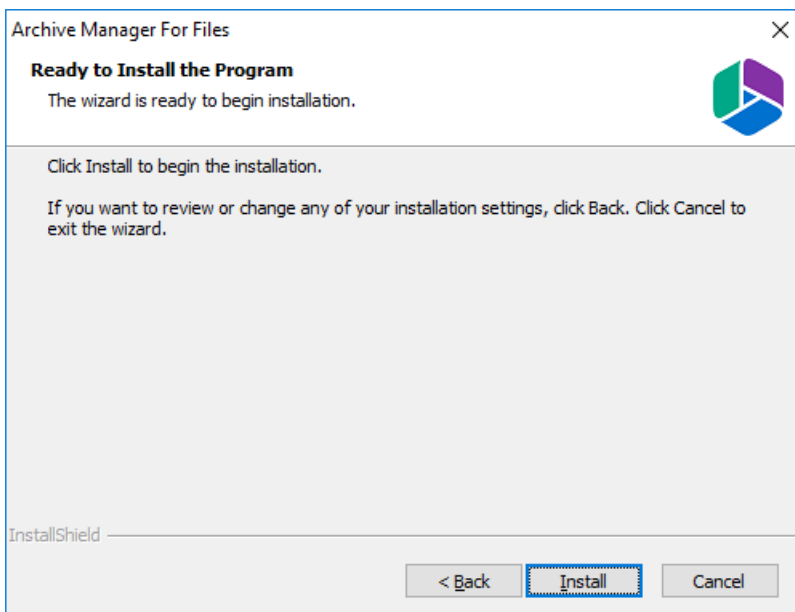 Archive Manager For Files
Ready to Install the Program
The wizard is ready to begin installation.
Click Install to begin the installation.
If you want to review or change any of your installation settings, click Back. Click Cancel to
exit the wizard.
InstallShield
< Back Install Cancel